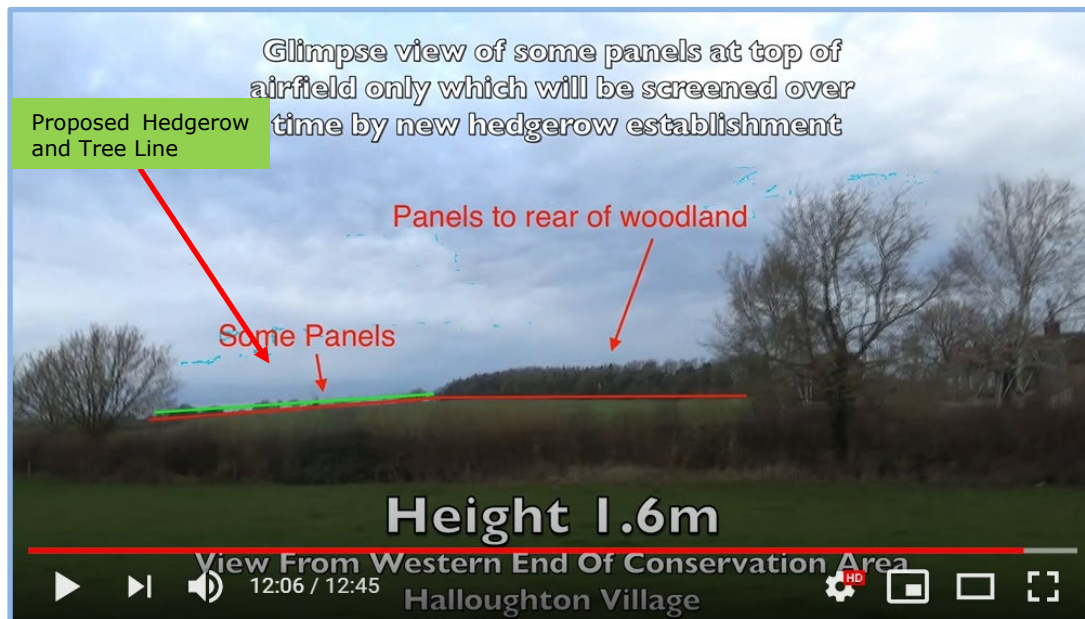 Glimpse view of some panels at top of
airfield only which will be screened over
time by new hedgerow establishment
Proposed Hedgerow
and Tree Line
Panels to rear of woodland
Some Panels
Height 1.6m
View From Western End Of Conservation Area
12:06 / 12:45
HD
Halloughton Village